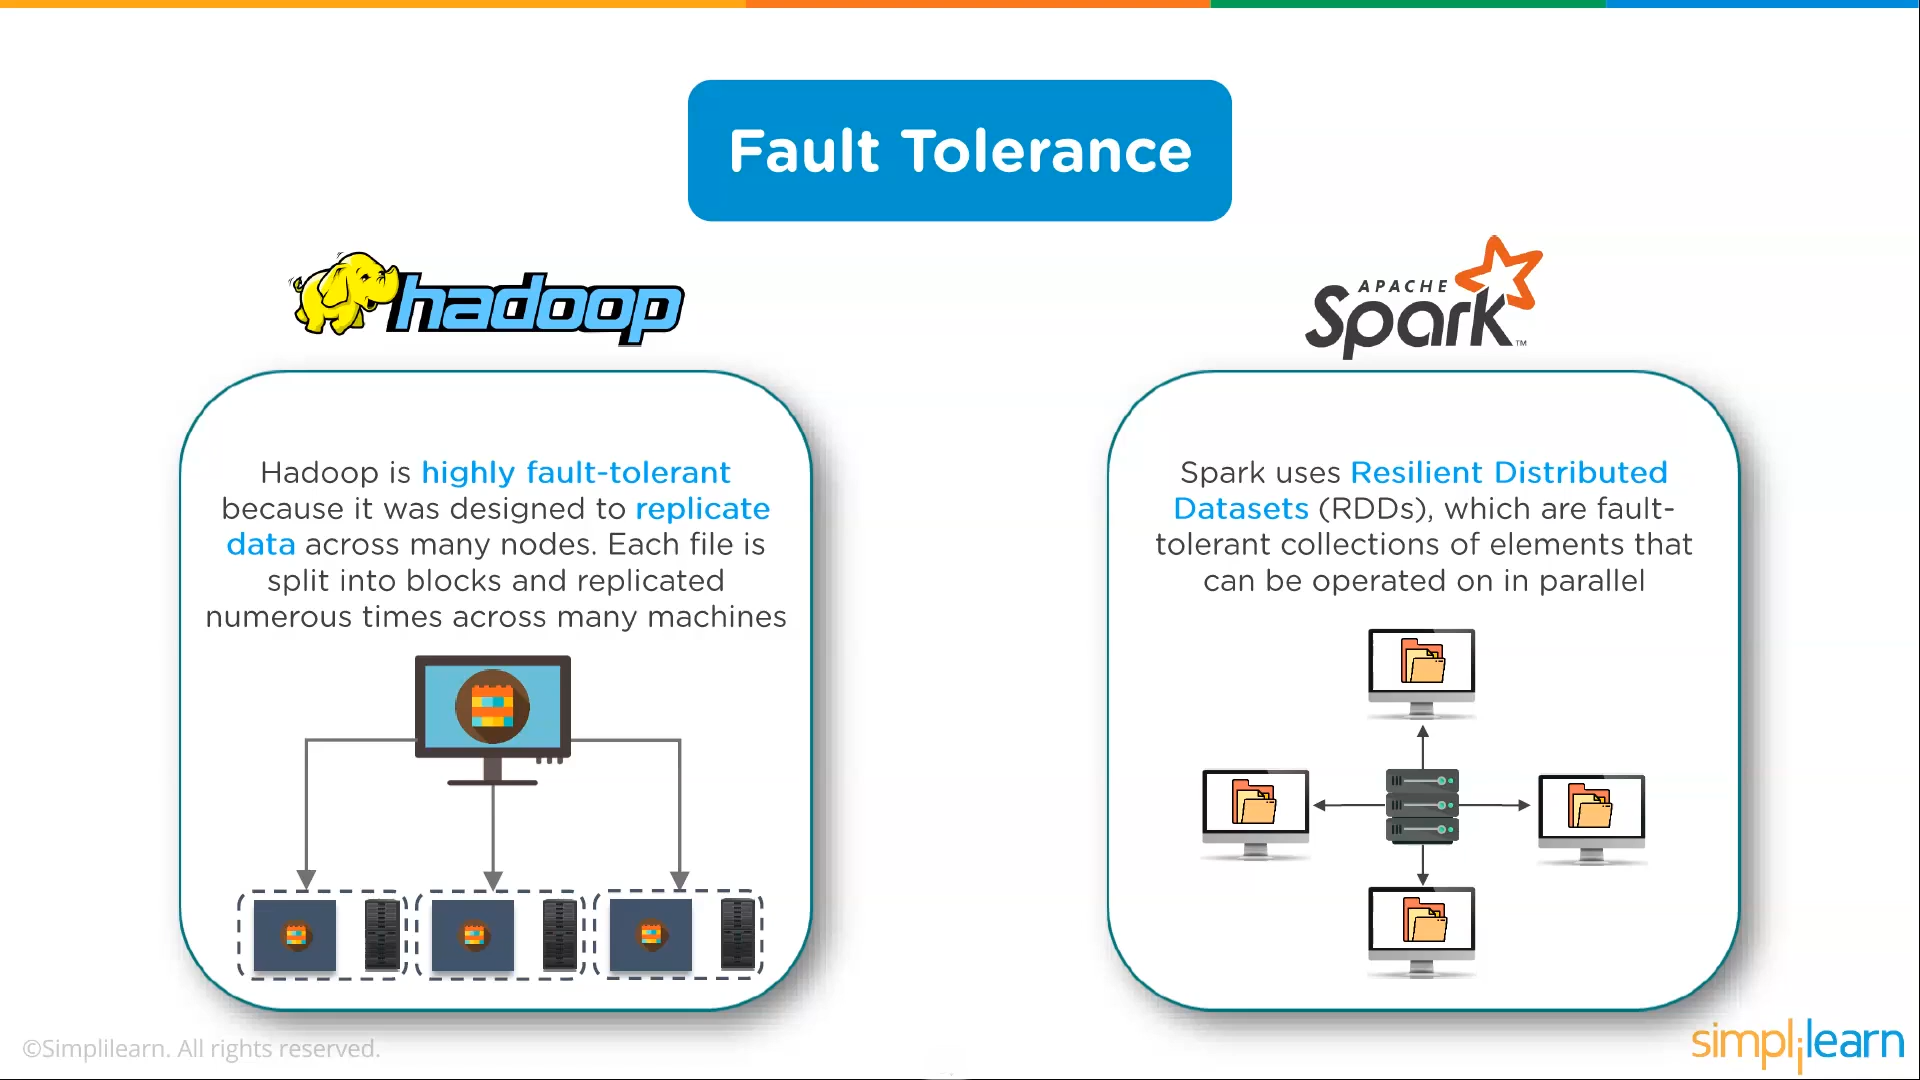 Fault Tolerance
hadoop
APACHE
Spark™
Hadoop is highly fault-tolerant
because it was designed to replicate
data across many nodes. Each file is
split into blocks and replicated
numerous times across many machines
Spark uses Resilient Distributed
Datasets (RDDs), which are fault-
tolerant collections of elements that
can be operated on in parallel
©Simplilearn. All rights reserved.
simplilearn